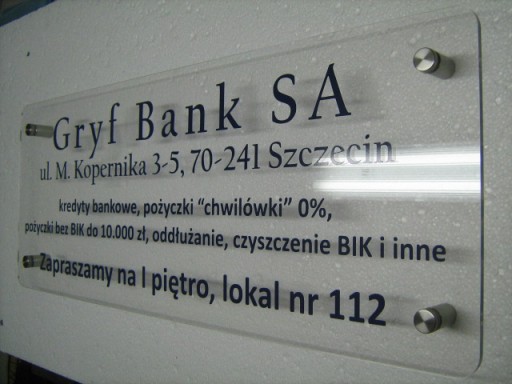 Gryf Bank SA
ul. M. Kopernika 3-5, 70-241 Szczecin
kredyty bankowe, pożyczki "chwilówki" 0%,
pożyczki bez BIK do 10.000 zł, oddłużanie, czyszczenie BIK i inne
Zapraszamy na I piętro, lokal nr 112